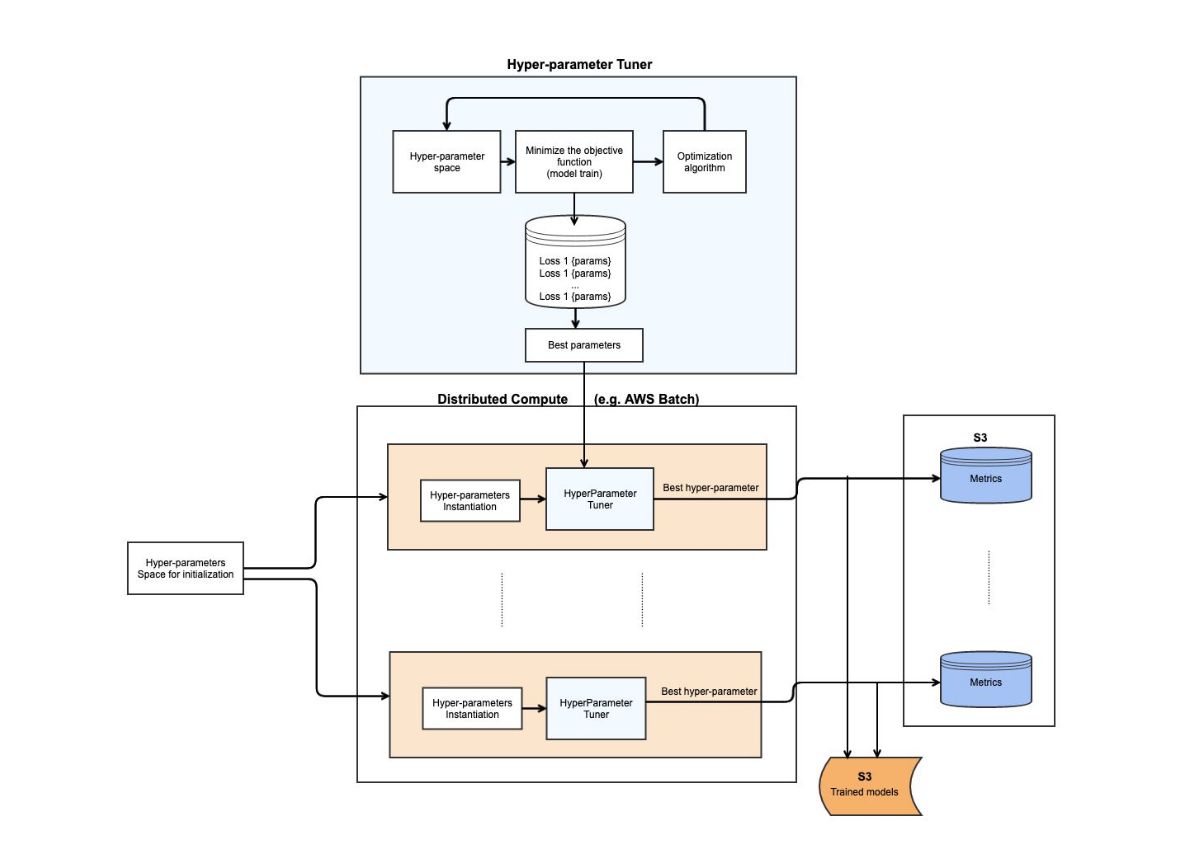 Hyper-parameter Tuner
Hyper-parameter
space
Minimize the objective
function
(model train)
Optimization
algorithm
Loss 1 {params}
Loss 1 {params}
...
Loss 1 {params}
Best parameters
Distributed Compute (e.g. AWS Batch)
Hyper-parameters
Instantiation
HyperParameter
Tuner
Best hyper-parameter
S3
Metrics
Hyper-parameters
Space for initialization
Hyper-parameters
Instantiation
HyperParameter
Tuner
Best hyper-parameter
Metrics
S3
Trained models